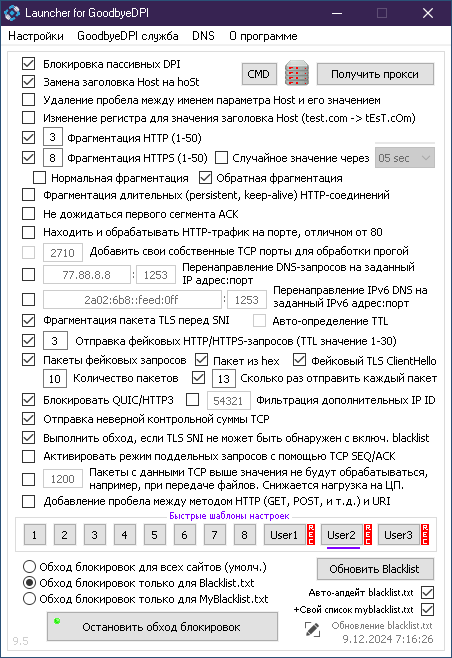 Launcher for GoodbyeDPI
Настройки GoodbyeDPI служба DNS О программе
Блокировка пассивных DPI
CMD
Получить прокси
Замена заголовка Host на hoSt
Удаление пробела между именем параметра Host и его значением
Изменение регистра для значения заголовка Host (test.com -> tEsT.cOm)
3 Фрагментация HTTP (1-50)
8 Фрагментация HTTPS (1-50) Случайное значение через 05 sec
Нормальная фрагментация Обратная фрагментация
Фрагментация длительных (persistent, keep-alive) HTTP-соединений
Не дожидаться первого сегмента ACK
Находить и обрабатывать HTTP-трафик на порте, отличном от 80
2710 Добавить свои собственные TCP порты для обработки прогой
77.88.8.8 : 1253 Перенаправление DNS-запросов на заданный
IP адрес:порт
2a02:6b8::feed:0ff : 1253 Перенаправление IPv6 DNS на
заданный IPv6 адрес:порт
Фрагментация пакета TLS перед SNI Авто-определение TTL
3 Отправка фейковых HTTP/HTTPS-запросов (TTL значение 1-30)
Пакеты фейковых запросов Пакет из hex Фейковый TLS ClientHello
10 Количество пакетов 13 Сколько раз отправить каждый пакет
Блокировать QUIC/HTTP3 54321 Фильтрация дополнительных IP ID
Отправка неверной контрольной суммы TCP
Выполнить обход, если TLS SNI не может быть обнаружен с включ. blacklist
Активировать режим поддельных запросов с помощью TCP SEQ/ACK
1200 Пакеты с данными TCP выше значения не будут обрабатываться,
например, при передаче файлов. Снижается нагрузка на ЦП.
Добавление пробела между методом HTTP (GET, POST, и т.д.) и URI
Быстрые шаблоны настроек
1 2 3 4 5 6 7 8 User1 REC User2 REC User3 REC
Обход блокировок для всех сайтов (умолч.)
Обновить Blacklist
Обход блокировок только для Blacklist.txt
Авто-апдейт blacklist.txt
Обход блокировок только для MyBlacklist.txt
+Свой список myblacklist.txt
Остановить обход блокировок
Обновление blacklist.txt
9.12.2024 7:16:26
9.5